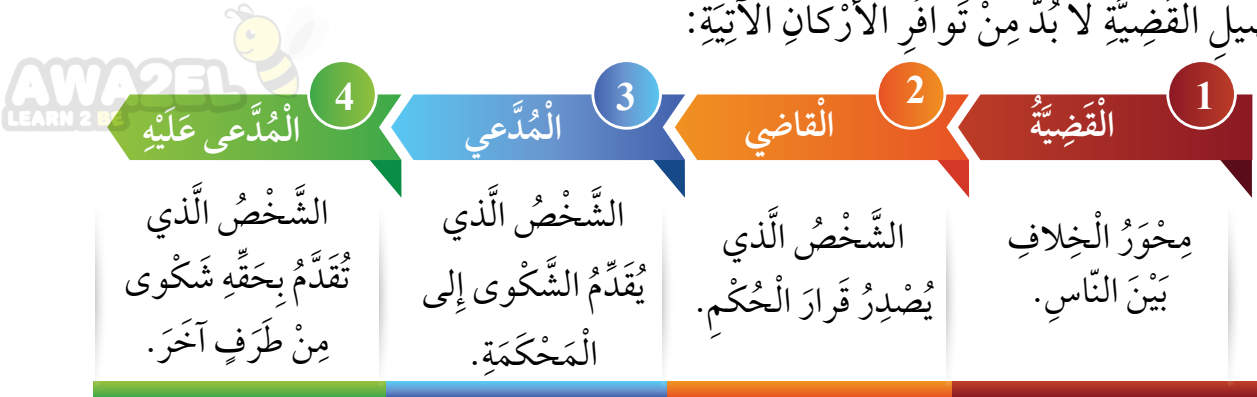 الْقَضِيَّةِ لَا بُدَّ مِنْ تَوافُرِ الْأَرْكانِ الْآتِيَةِ:
1
الْقَضِيَّةُ
مِحْوَرُ الْخِلافِ
بَيْنَ النّاسِ.
2
الْقاضي
الشَّخْصُ الَّذي
يُصْدِرُ قَرارَ الْحُكْمِ.
3
الْمُدَّعي
الشَّخْصُ الَّذي
يُقَدِّمُ الشَّكْوى إِلى
الْمَحْكَمَةِ.
4
الْمُدَّعى عَلَيْهِ
الشَّخْصُ الَّذي
تُقَدَّمُ بِحَقِّهِ شَكْوى
مِنْ طَرَفٍ آخَرَ.
AWA2EL
LEARN 2 BE